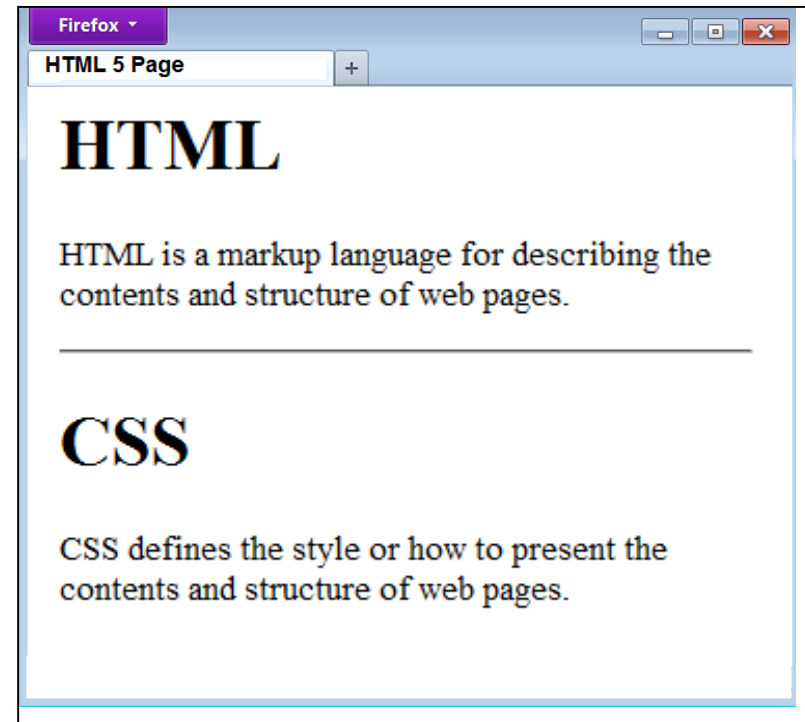 Firefox
HTML 5 Page
HTML
HTML is a markup language for describing the
contents and structure of web pages.
CSS
CSS defines the style or how to present the
contents and structure of web pages.